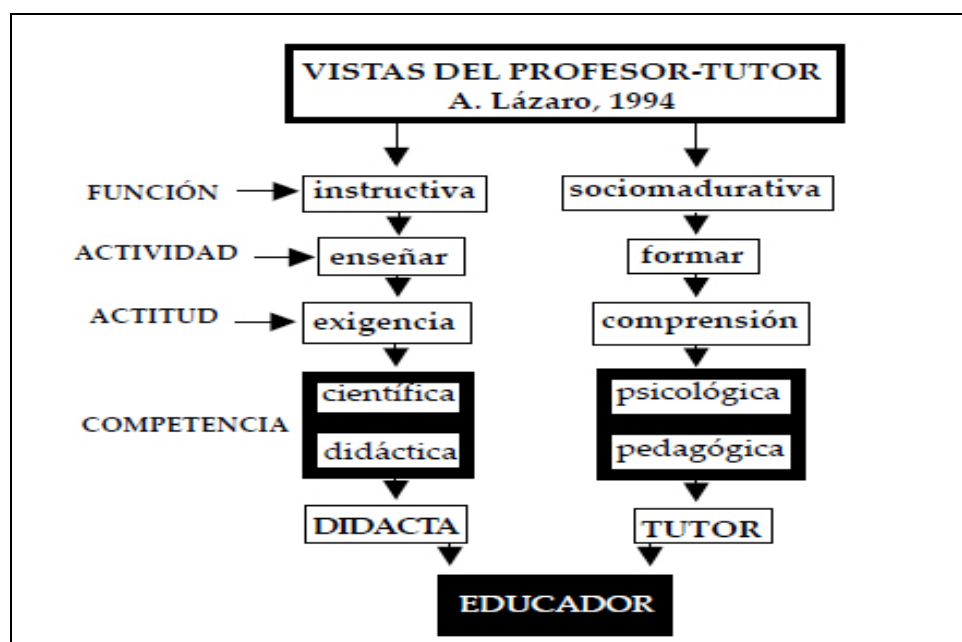 VISTAS DEL PROFESOR-TUTOR
A. Lázaro, 1994
FUNCIÓN
instructiva
sociomadurativa
ACTIVIDAD
enseñar
formar
ACTITUD
exigencia
comprensión
COMPETENCIA
científica
psicológica
didáctica
pedagógica
DIDACTA
TUTOR
EDUCADOR